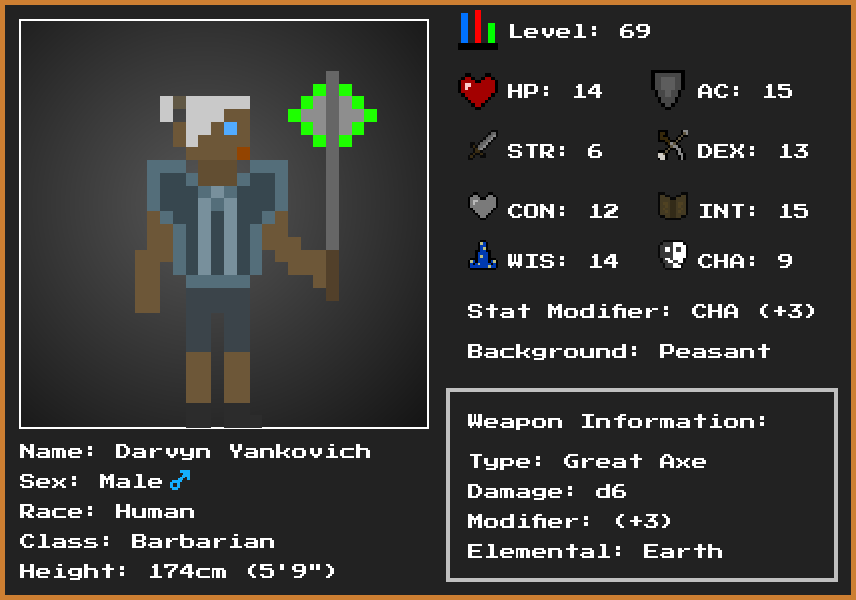 Level: 69
HP: 14 AC: 15
STR: 6 DEX: 13
CON: 12 INT: 15
WIS: 14 CHA: 9
Stat Modifier: CHA (+3)
Background: Peasant
Weapon Information:
Type: Great Axe
Damage: d6
Modifier: (+3)
Elemental: Earth
Name: Darvyn Yankovich
Sex: Male ♂
Race: Human
Class: Barbarian
Height: 174cm (5'9")